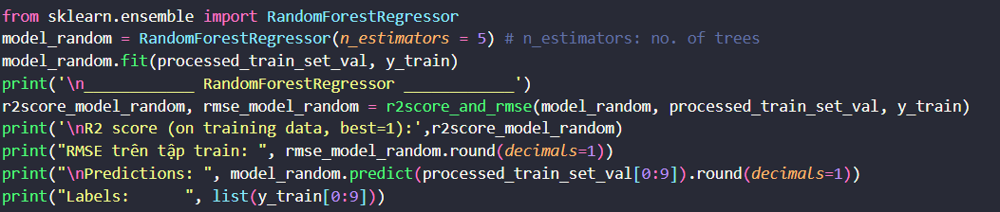 from sklearn.ensemble import RandomForestRegressor
model_random = RandomForestRegressor(n_estimators = 5) # n_estimators: no. of trees
model_random.fit(processed_train_set_val, y_train)
print('\n____________ RandomForestRegressor ____________')
r2score_model_random, rmse_model_random = r2score_and_rmse(model_random, processed_train_set_val, y_train)
print('\nR2 score (on training data, best=1):',r2score_model_random)
print("RMSE trên tập train: ", rmse_model_random.round(decimals=1))
print("\nPredictions: ", model_random.predict(processed_train_set_val[0:9]).round(decimals=1))
print("Labels:      ", list(y_train[0:9]))